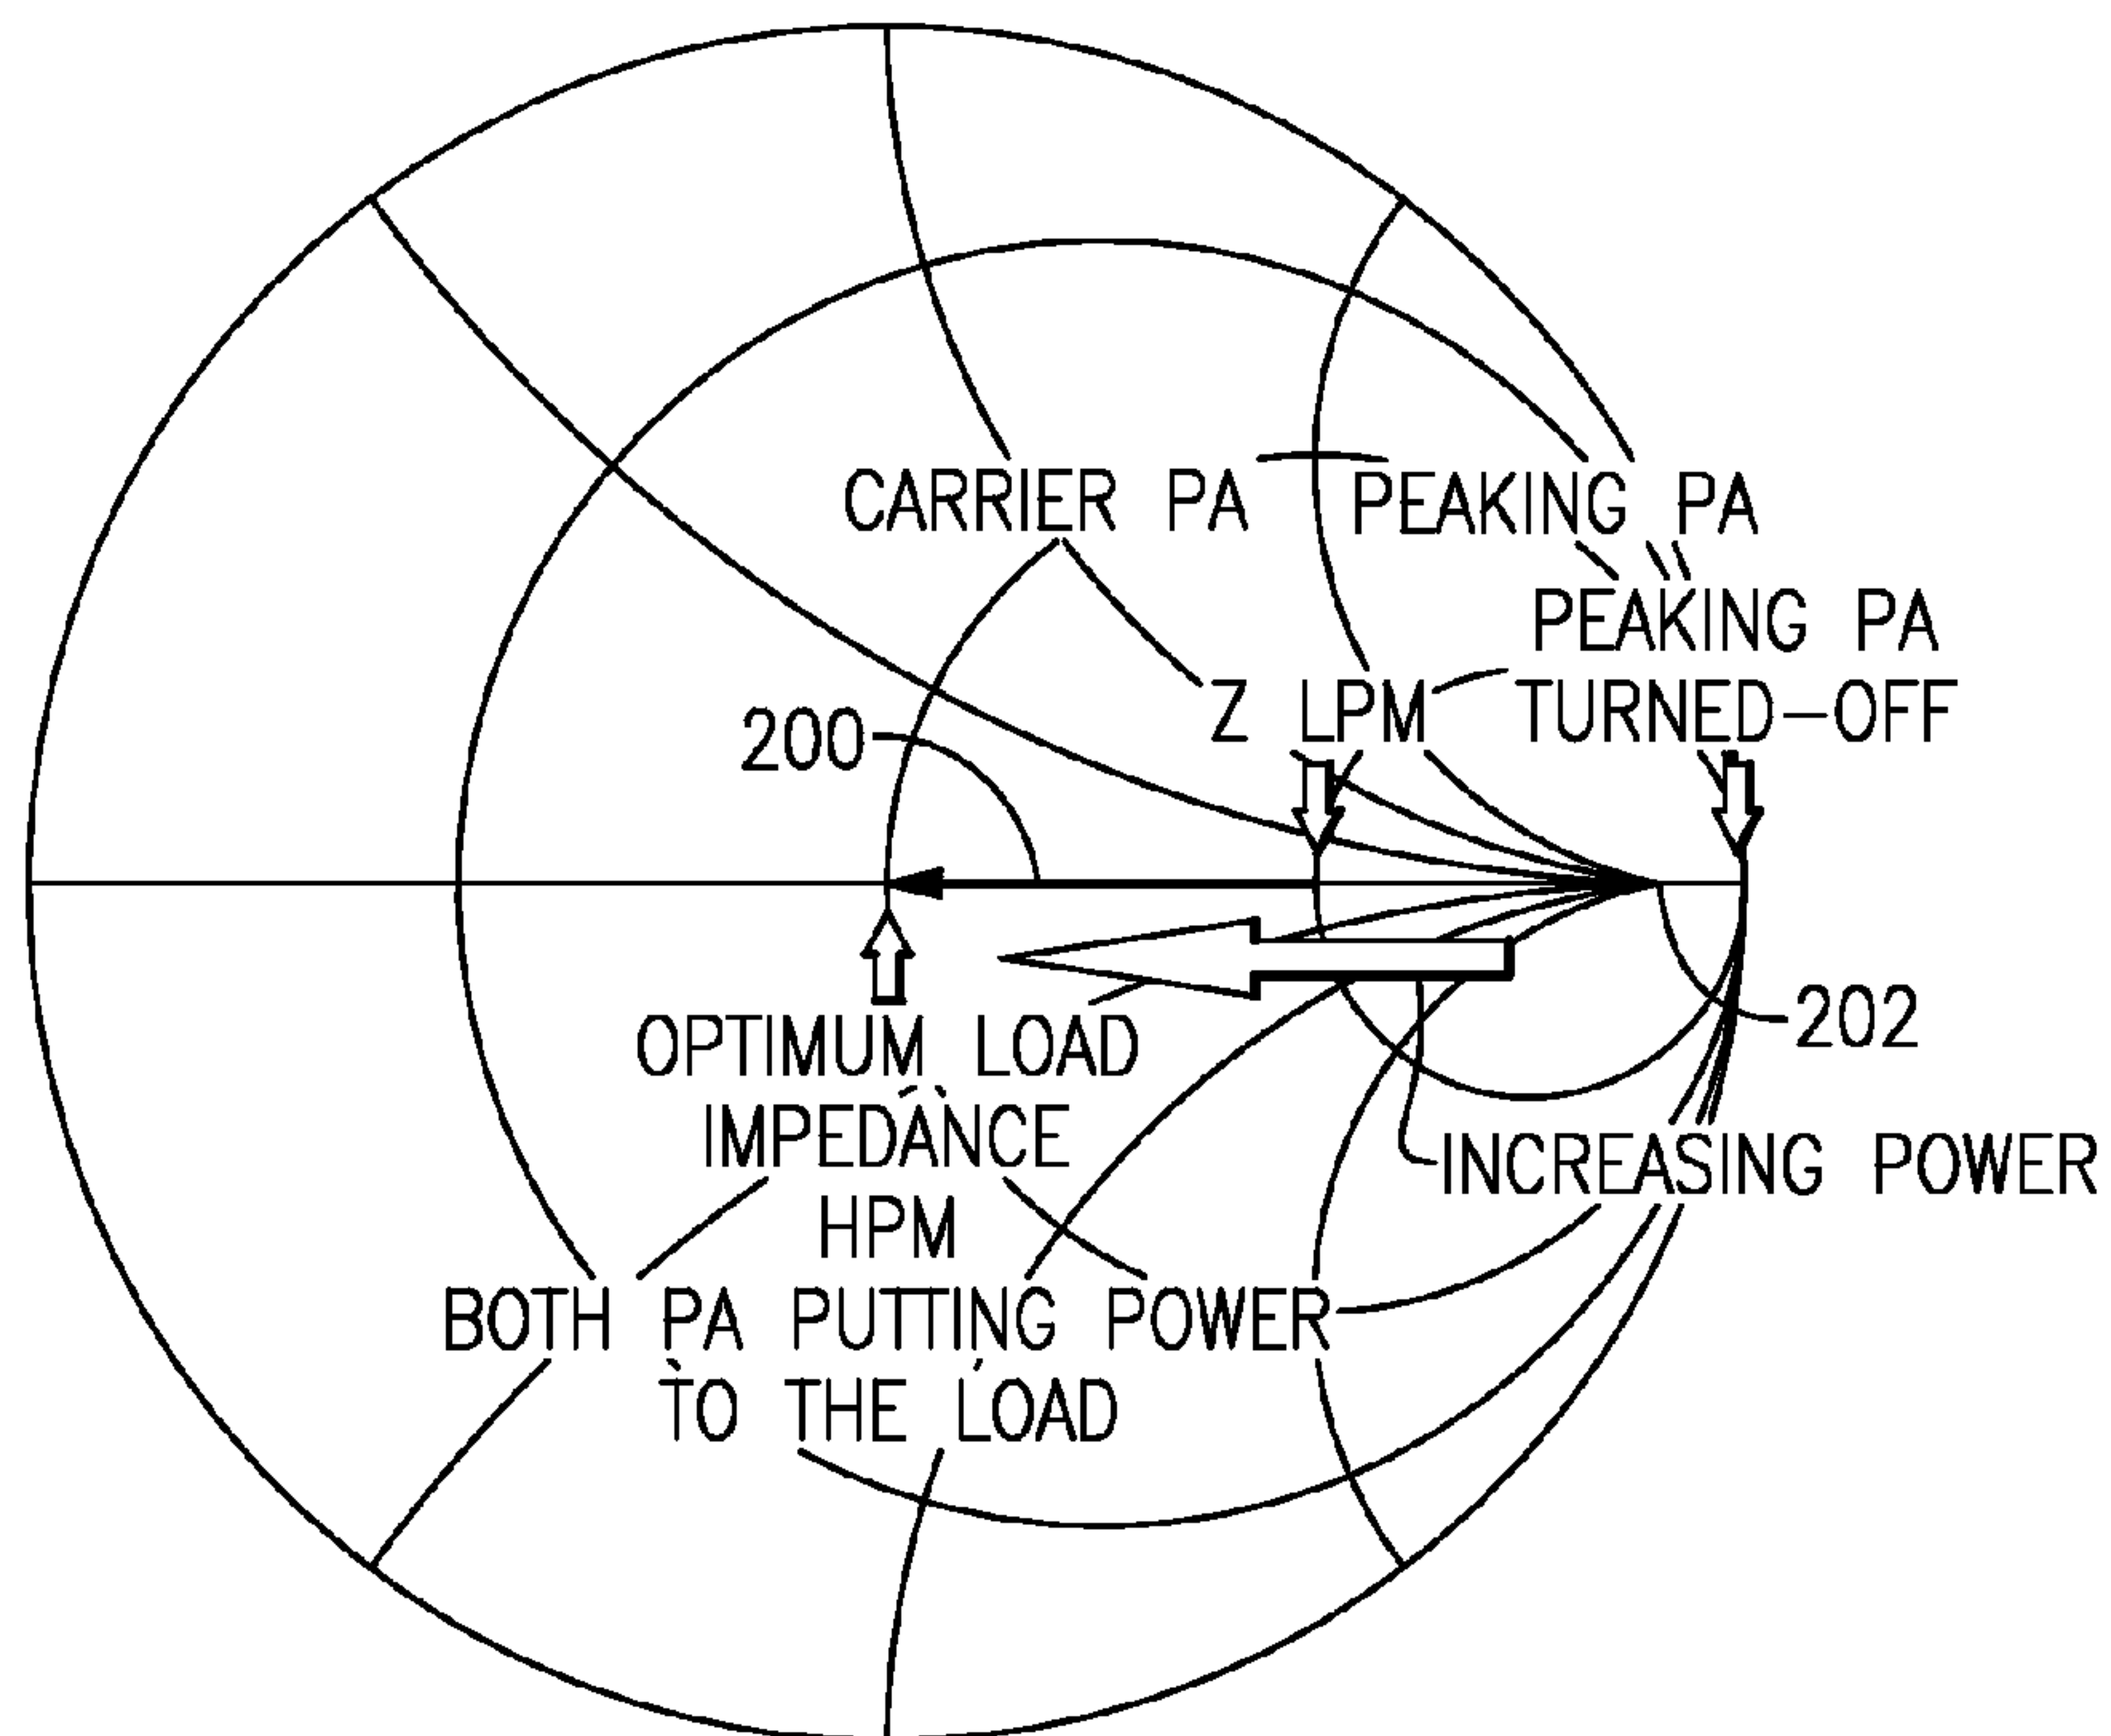 CARRIER PA PEAKING PA
PEAKING PA
TURNED-OFF
Z LPM
200
202
OPTIMUM LOAD
IMPEDANCE
HPM
BOTH PA PUTTING POWER
TO THE LOAD
INCREASING POWER